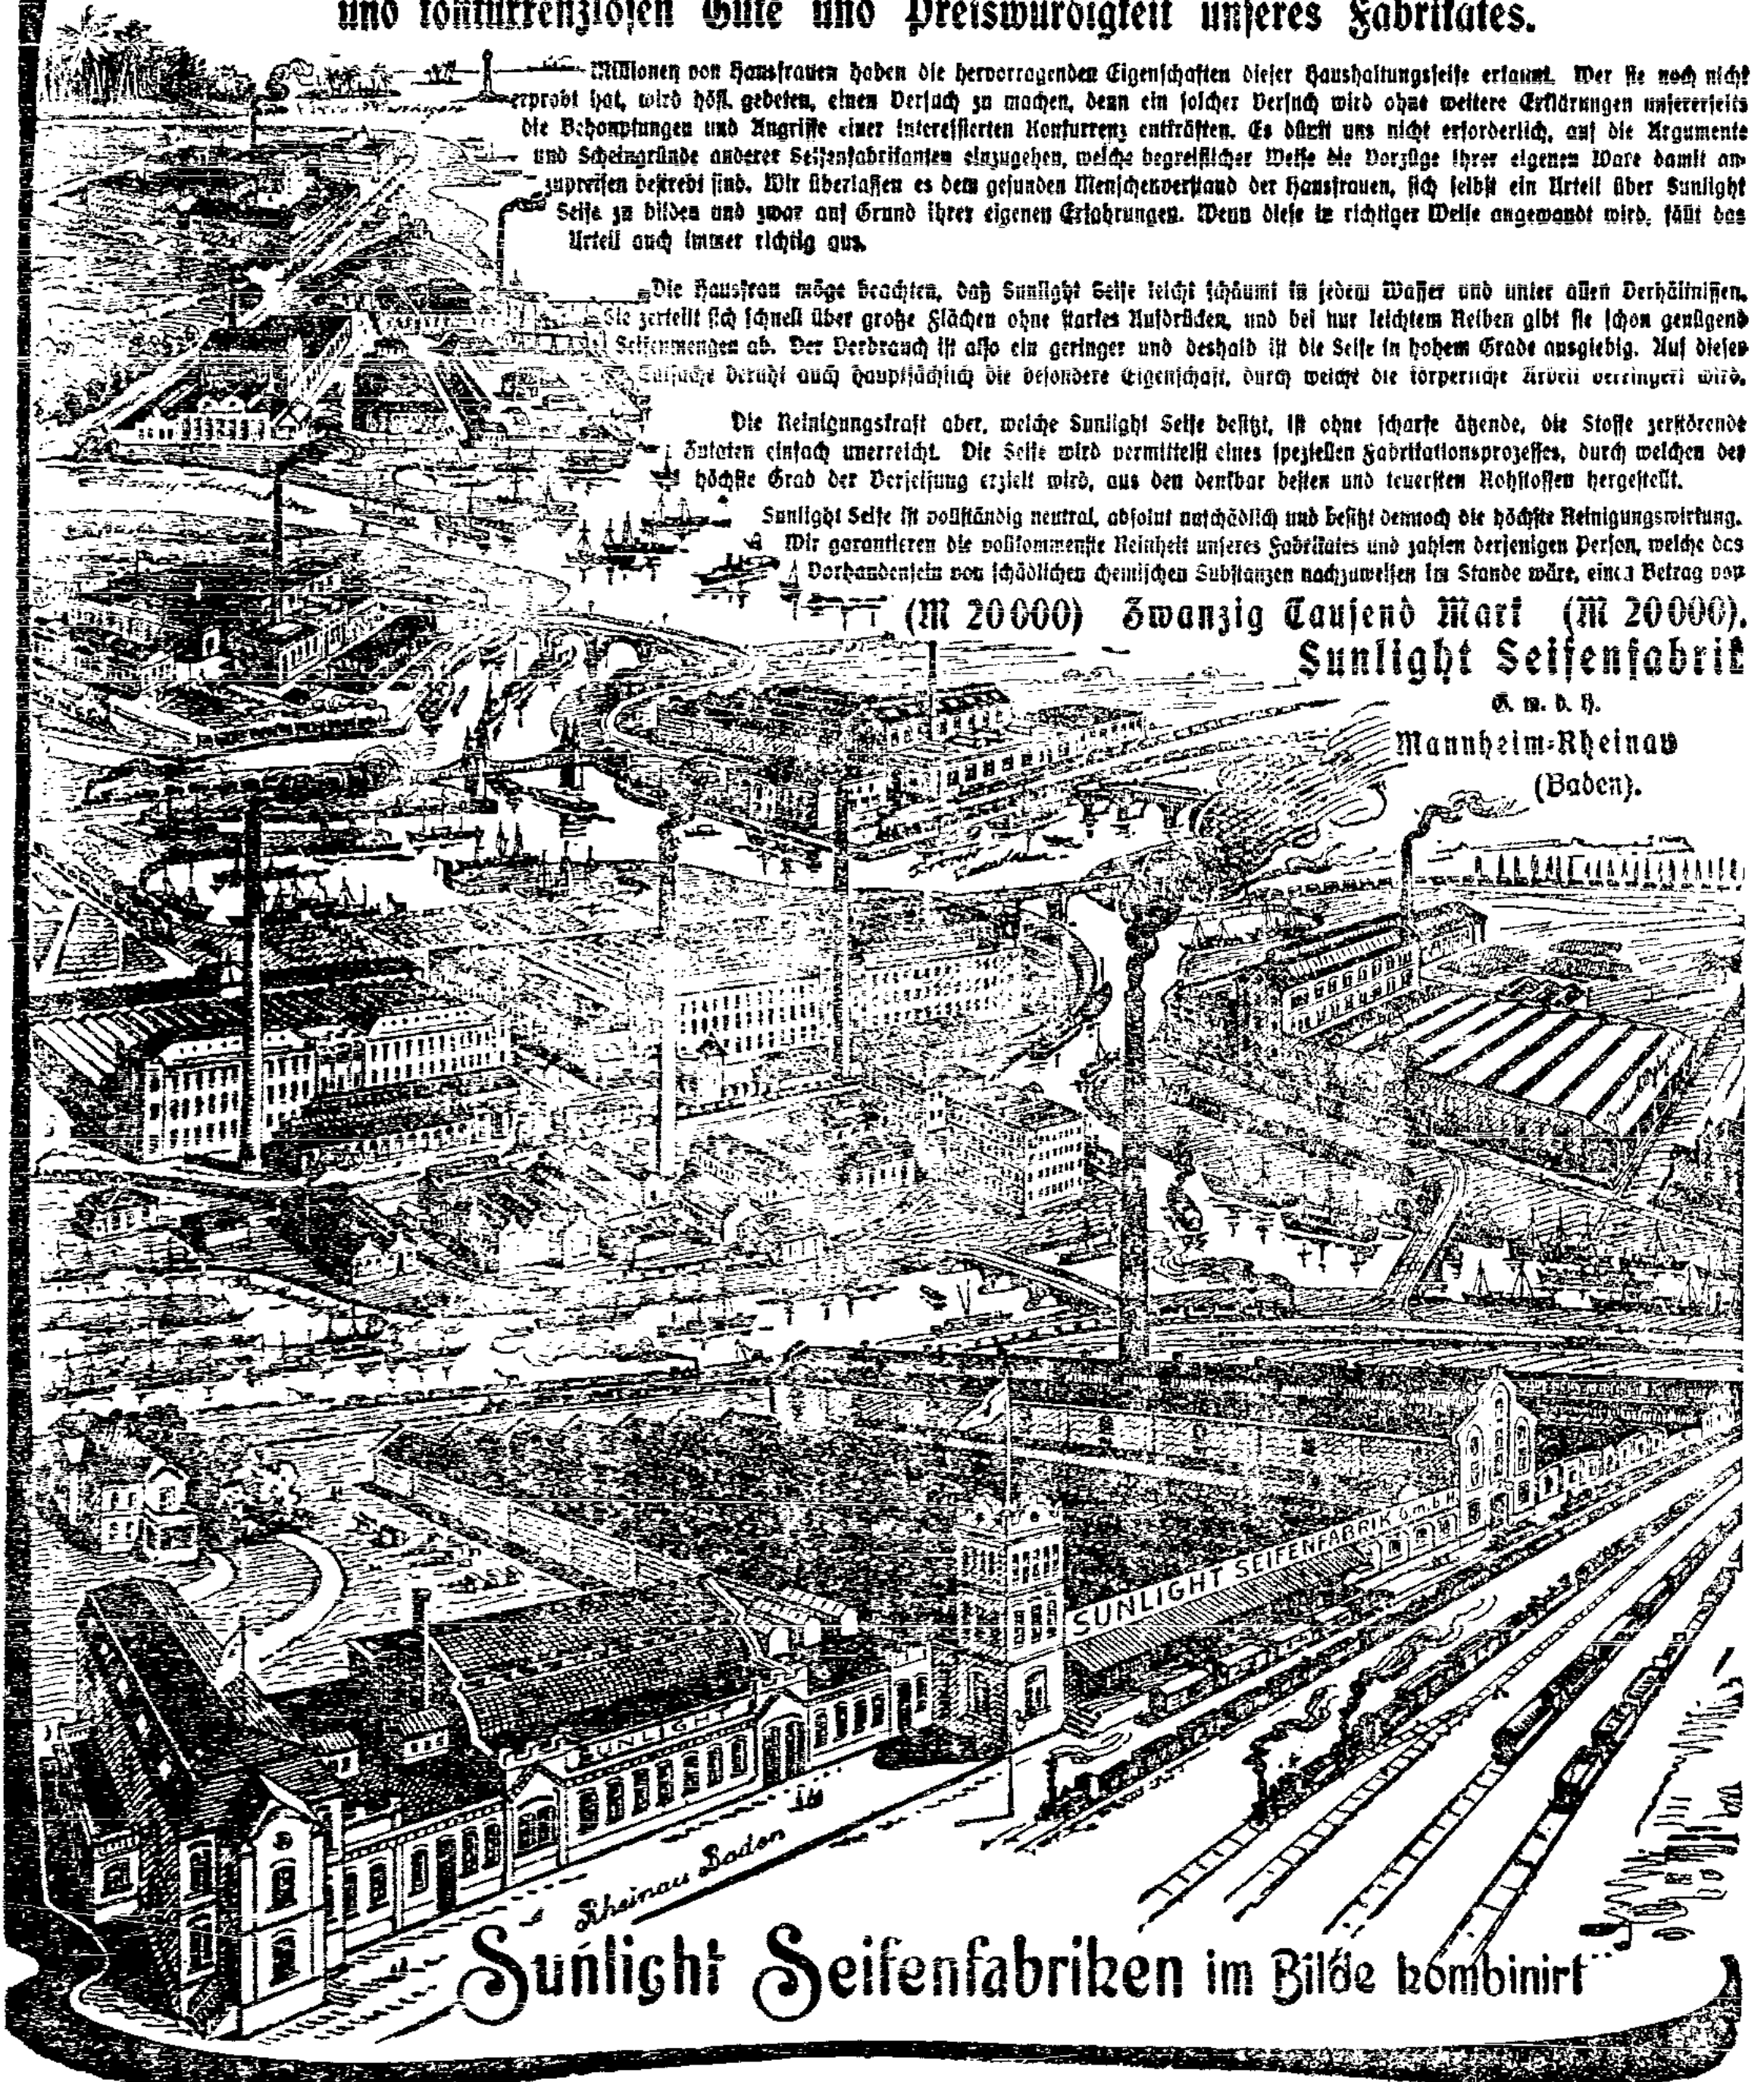 und konkurrenzlosen Güte und Preiswürdigkeit unseres Fabrikates.
Millionen von Hausfrauen haben die hervorragenden Eigenschaften dieser Haushaltungsseife erkannt. Wer sie noch nicht
erprobt hat, wird höfl. gebeten, einen Versuch zu machen, denn ein solcher Versuch wird ohne weitere Erklärungen unsererseits
die Behauptungen und Angriffe einer interessierten Konkurrenz entkräften. Es dünkt uns nicht erforderlich, auf die Argumente
und Scheingründe anderer Seifenfabrikanten einzugehen, welche begreiflicher Weise die Vorzüge ihrer eigenen Ware damit an-
zupreisen bestrebt sind. Wir überlassen es dem gesunden Menschenverstand der Hausfrauen, sich selbst ein Urteil über Sunlight
Seife zu bilden und zwar auf Grund ihrer eigenen Erfahrungen. Wenn diese in richtiger Weise angewandt wird, fällt das
Urteil auch immer richtig aus.
Die Hausfrau möge beachten, daß Sunlight Seife leicht schäumt in jedem Wasser und unter allen Verhältnissen.
Sie zerteilt sich schnell über große Flächen ohne starkes Aufdrücken, und bei nur leichtem Reiben gibt sie schon genügend
Seifenmengen ab. Der Verbrauch ist also ein geringer und deshalb ist die Seife in hohem Grade ausgiebig. Auf dieser
Tatsache beruht auch hauptsächlich die besondere Eigenschaft, durch welche die körperliche Arbeit verringert wird.
Die Reinigungskraft aber, welche Sunlight Seife besitzt, ist ohne scharfe ätzende, die Stoffe zerstörende
Zutaten einfach unerreicht. Die Seife wird vermittelst eines speziellen Fabrikationsprozesses, durch welchen der
höchste Grad der Verseifung erzielt wird, aus den denkbar besten und teuersten Rohstoffen hergestellt.
Sunlight Seife ist vollständig neutral, absolut unschädlich und besitzt dennoch die höchste Reinigungswirkung.
Wir garantieren die vollkommenste Reinheit unseres Fabrikates und zahlen derjenigen Person, welche das
Vorhandensein von schädlichen chemischen Substanzen nachzuweisen im Stande wäre, einen Betrag von
(M 20000) Zwanzig Tausend Mark (M 20000).
Sunlight Seifenfabrik
G. m. b. H.
Mannheim-Rheinau
(Baden).
SUNLIGHT SEIFENFABRIK G.m.b.H
SUNLIGHT
Rheinau Baden
Sunlicht Seifenfabriken im Bilde kombinirt